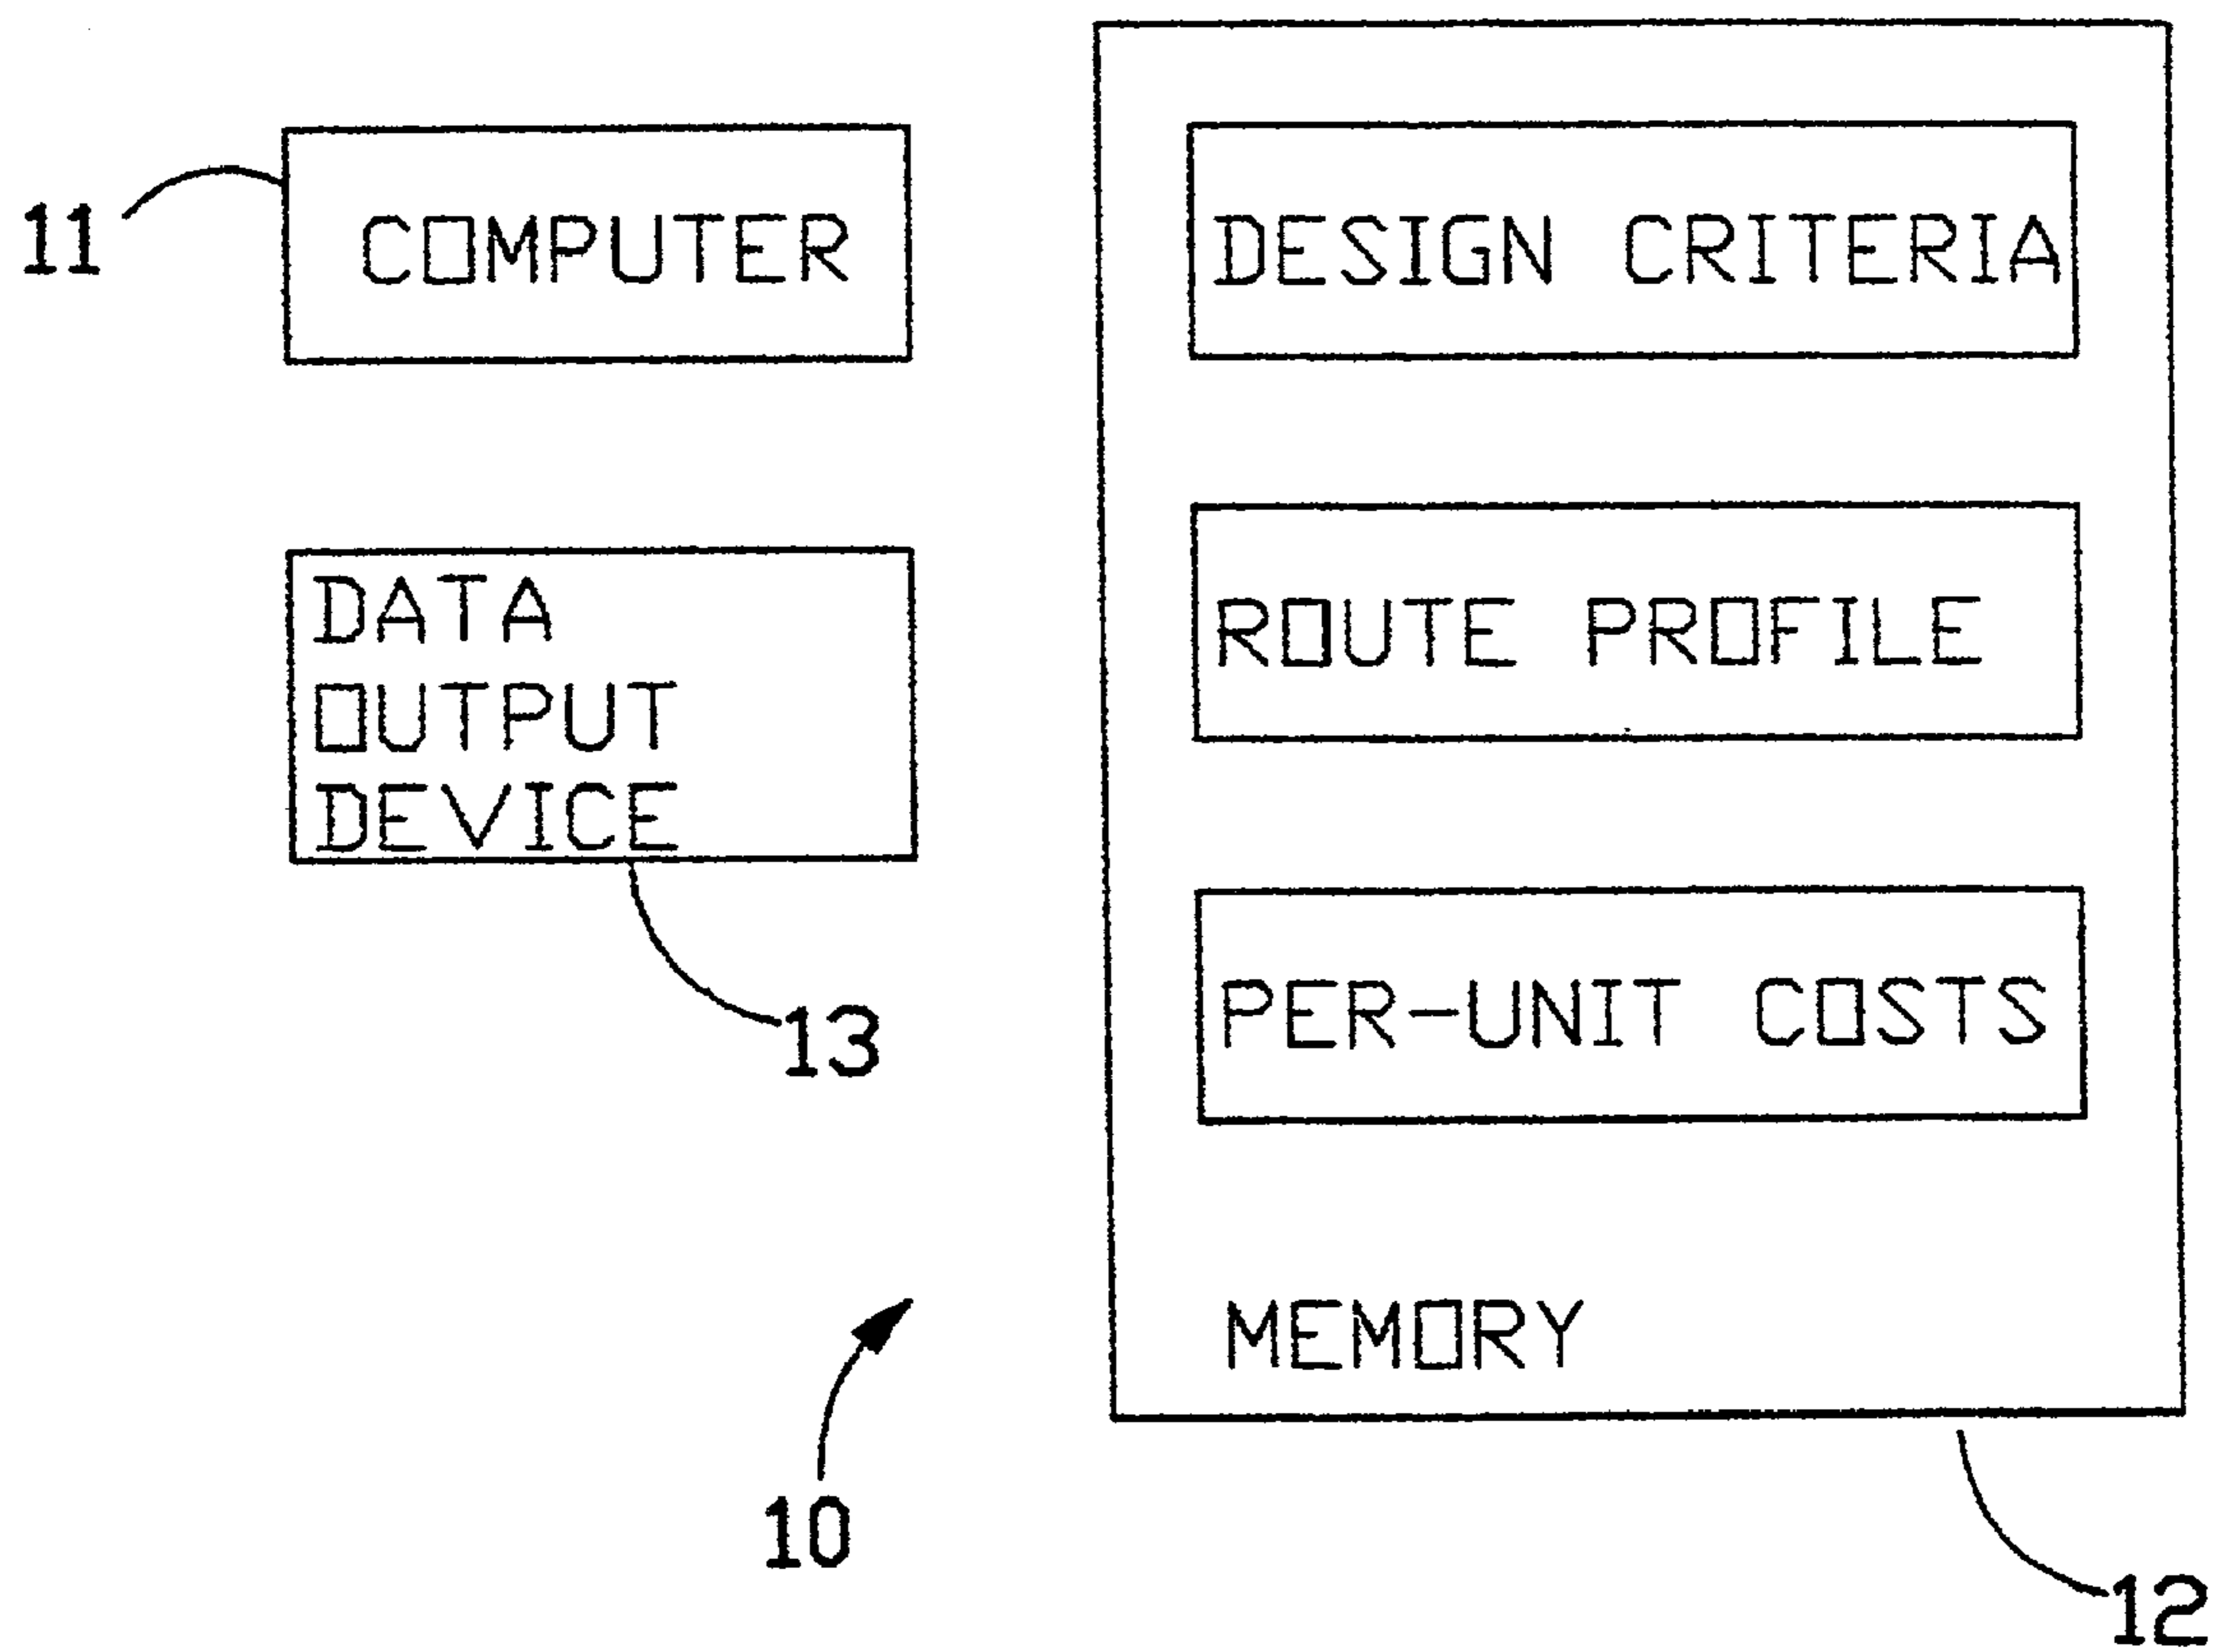 11
COMPUTER
DATA
OUTPUT
DEVICE
13
10
DESIGN CRITERIA
ROUTE PROFILE
PER-UNIT COSTS
MEMORY
12